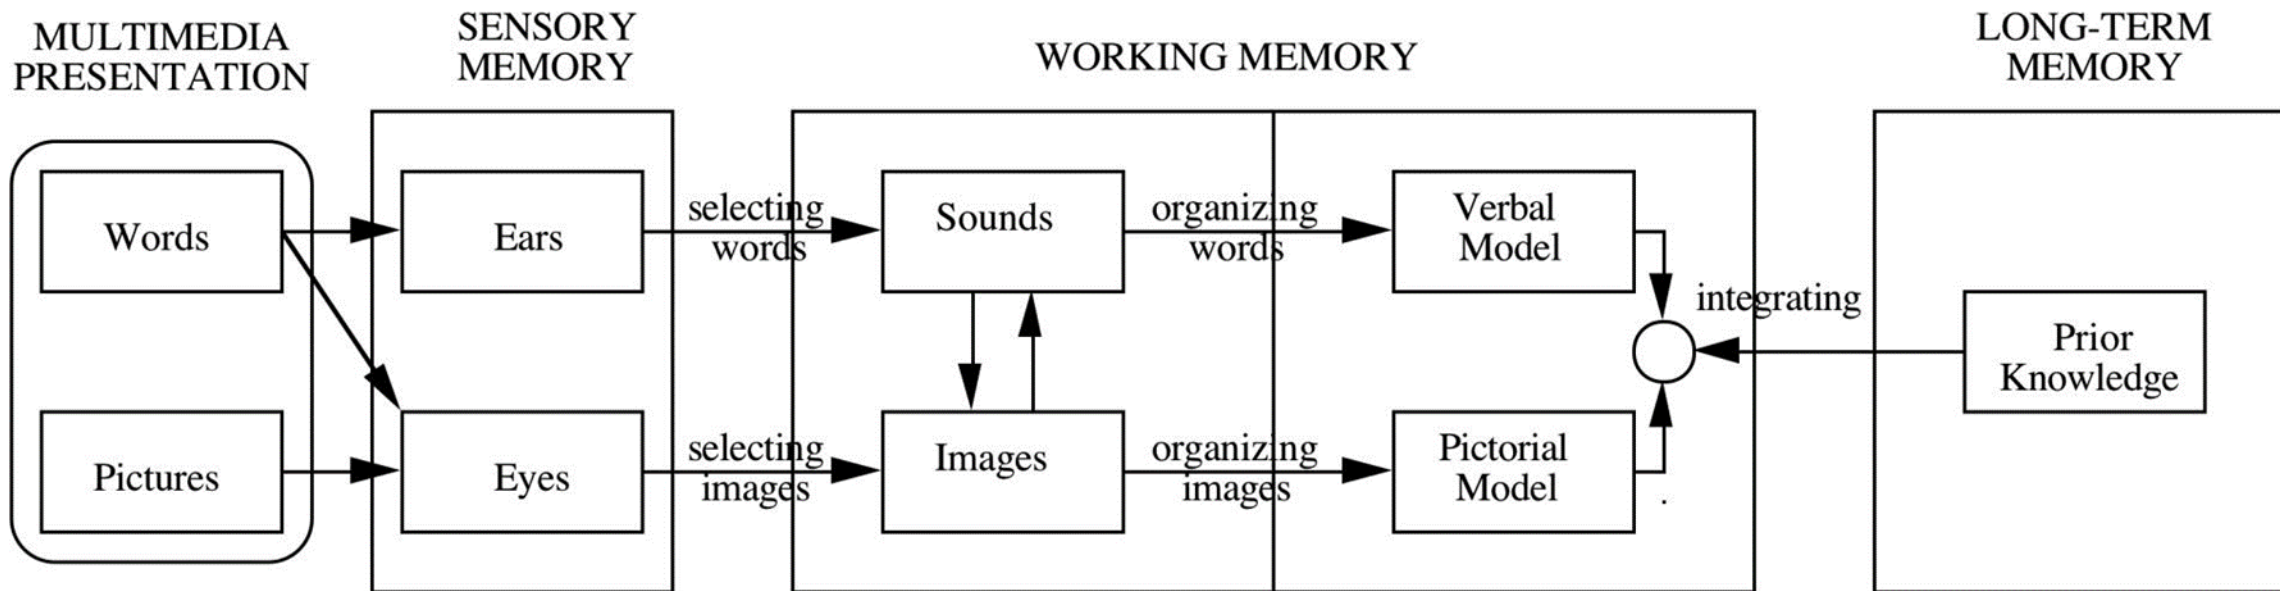 MULTIMEDIA
PRESENTATION
SENSORY
MEMORY
WORKING MEMORY
LONG-TERM
MEMORY
Words
Ears
selecting
words
Sounds
organizing
words
Verbal
Model
integrating
Prior
Knowledge
Pictures
Eyes
selecting
images
Images
organizing
images
Pictorial
Model